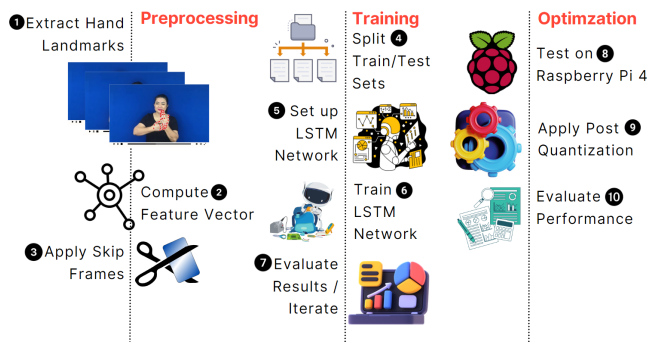 Preprocessing
1 Extract Hand
Landmarks
Compute 2
Feature Vector
3 Apply Skip
Frames
Training
Split 4
Train/Test
Sets
5 Set up
LSTM
Network
Train 6
LSTM
Network
7 Evaluate
Results /
Iterate
Optimzation
Test on 8
Raspberry Pi 4
Apply Post 9
Quantization
Evaluate 10
Performance